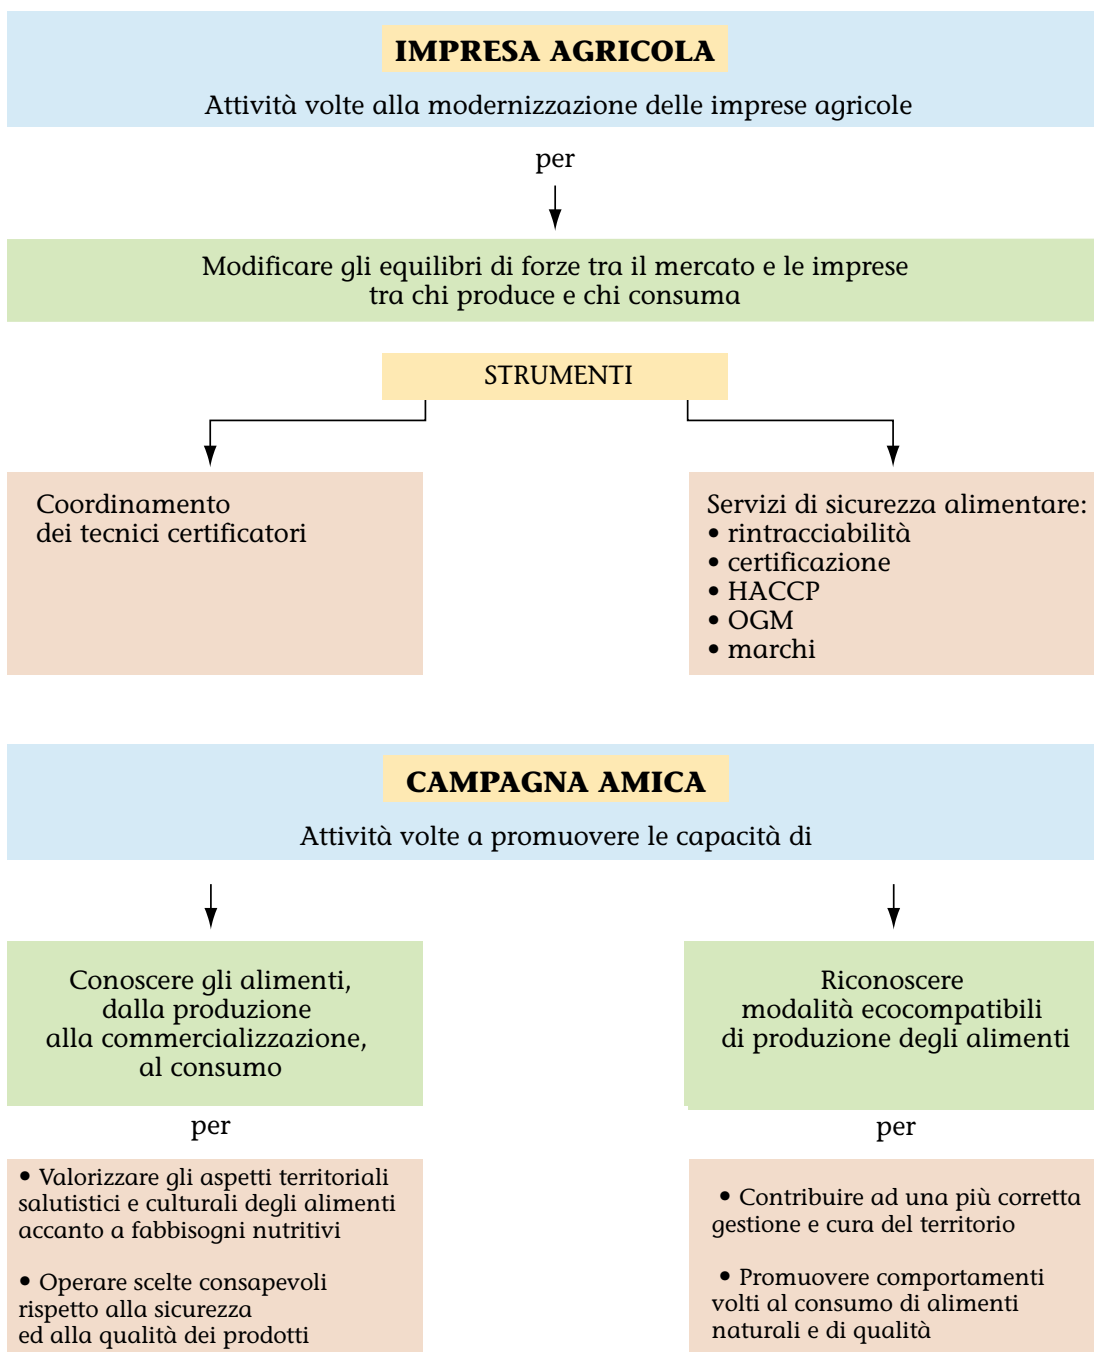 IMPRESA AGRICOLA
Attività volte alla modernizzazione delle imprese agricole
per
Modificare gli equilibri di forze tra il mercato e le imprese
tra chi produce e chi consuma
STRUMENTI
Coordinamento
dei tecnici certificatori
Servizi di sicurezza alimentare:
• rintracciabilità
• certificazione
• HACCP
• OGM
• marchi
CAMPAGNA AMICA
Attività volte a promuovere le capacità di
Conoscere gli alimenti,
dalla produzione
alla commercializzazione,
al consumo
per
• Valorizzare gli aspetti territoriali
salutistici e culturali degli alimenti
accanto a fabbisogni nutritivi
• Operare scelte consapevoli
rispetto alla sicurezza
ed alla qualità dei prodotti
Riconoscere
modalità ecocompatibili
di produzione degli alimenti
per
• Contribuire ad una più corretta
gestione e cura del territorio
• Promuovere comportamenti
volti al consumo di alimenti
naturali e di qualità